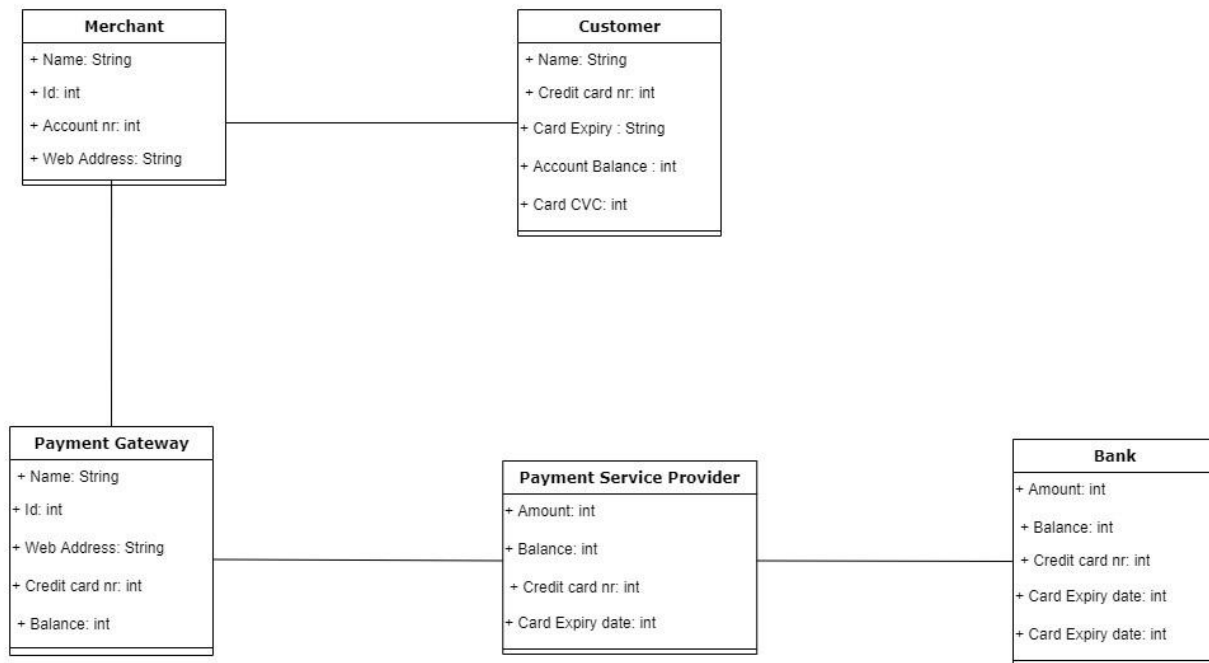 Merchant
+ Name: String
+ Id: int
+ Account nr: int
+ Web Address: String
Customer
+ Name: String
+ Credit card nr: int
+ Card Expiry : String
+ Account Balance : int
+ Card CVC: int
Payment Gateway
+ Name: String
+ Id: int
+ Web Address: String
+ Credit card nr: int
+ Balance: int
Payment Service Provider
+ Amount: int
+ Balance: int
+ Credit card nr: int
+ Card Expiry date: int
Bank
+ Amount: int
+ Balance: int
+ Credit card nr: int
+ Card Expiry date: int
+ Card Expiry date: int